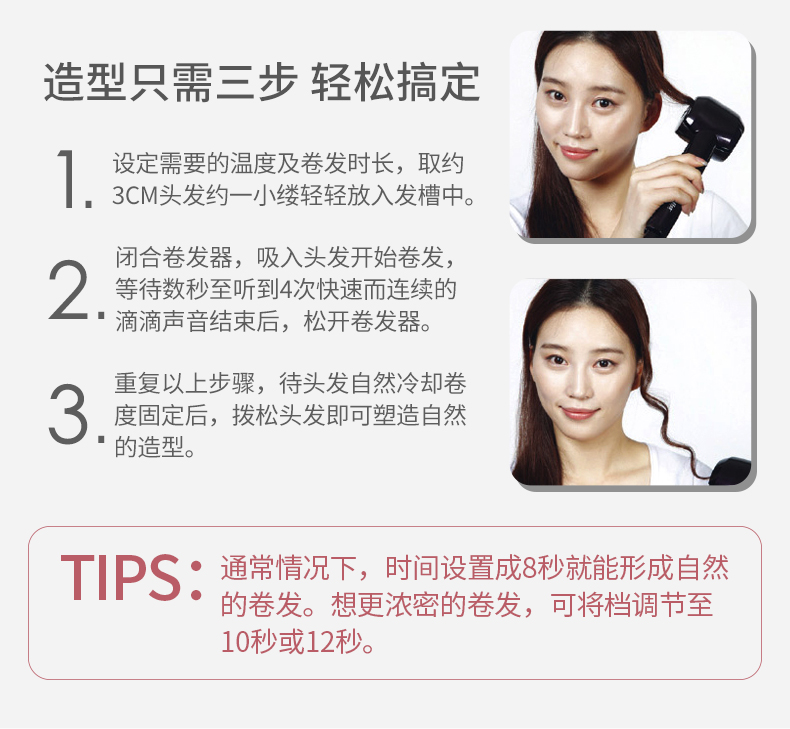 造型只需三步 轻松搞定
1. 设定需要的温度及卷发时长，取约
3CM头发约一小缕轻轻放入发槽中。
2. 闭合卷发器，吸入头发开始卷发，
等待数秒至听到4次快速而连续的
滴滴声音结束后，松开卷发器。
3. 重复以上步骤，待头发自然冷却卷
度固定后，拨松头发即可塑造自然
的造型。
TIPS： 通常情况下，时间设置成8秒就能形成自然
的卷发。想更浓密的卷发，可将档调节至
10秒或12秒。